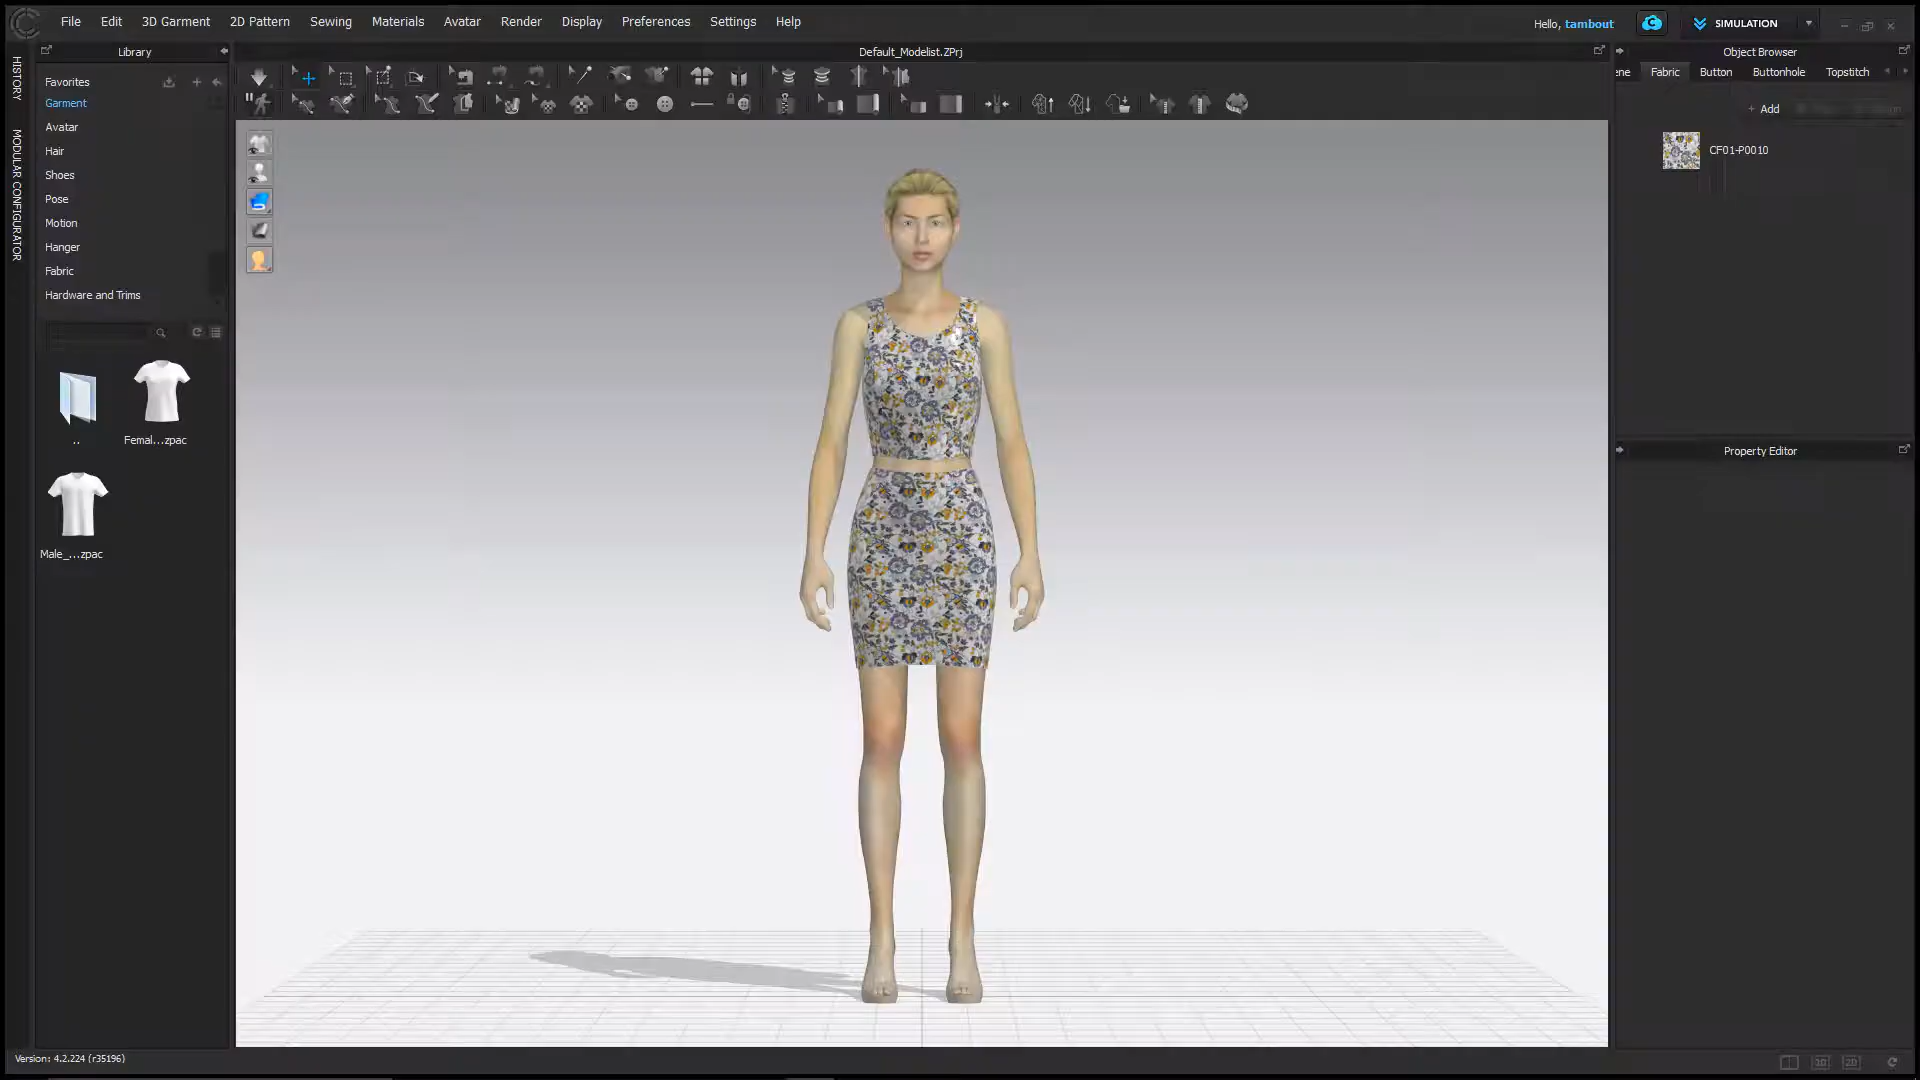 File Edit 3D Garment 2D Pattern Sewing Materials Avatar Render Display Preferences Settings Help
Hello, tambout
SIMULATION
HISTORY
MODULAR CONFIGURATOR
Library
Default_Modelist.ZPrj
Object Browser
Favorites
Garment
Avatar
Hair
Shoes
Pose
Motion
Hanger
Fabric
Hardware and Trims
..
Femal...zpac
Male_...zpac
ene Fabric Button Buttonhole Topstitch
+ Add
CF01-P0010
Property Editor
Version: 4.2.224 (r35196)
3D
2D